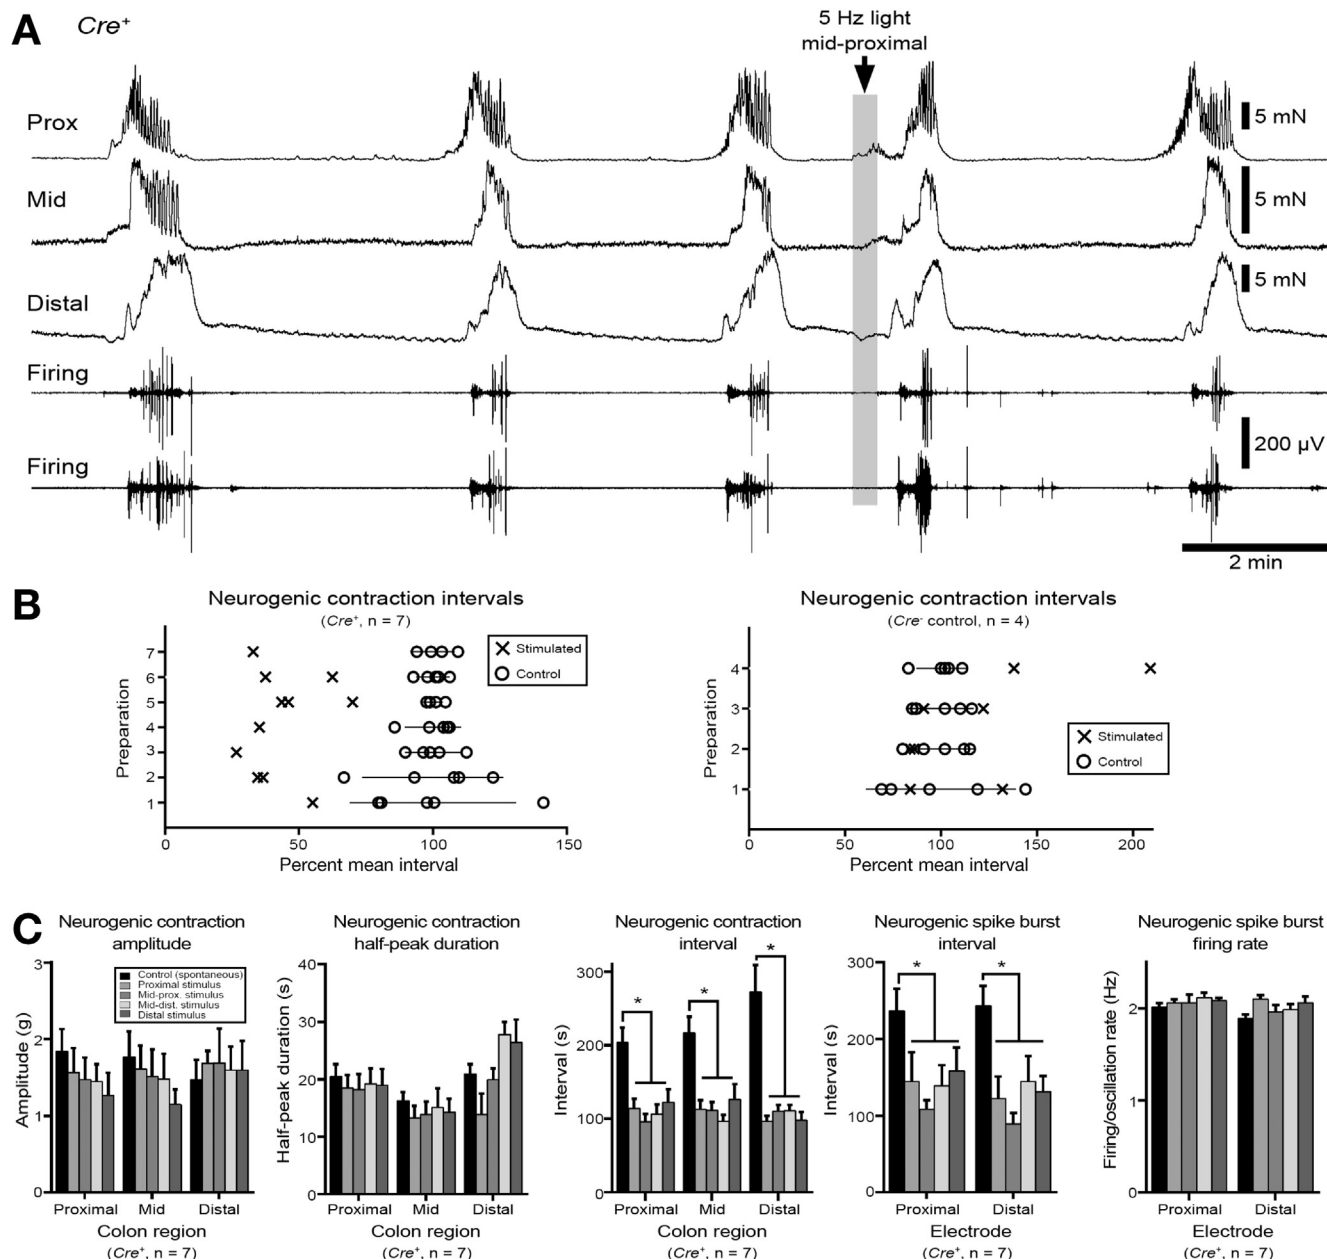 A
Cre+
5 Hz light
mid-proximal
Prox
5 mN
Mid
5 mN
Distal
5 mN
Firing
Firing
200 µV
2 min
B
Neurogenic contraction intervals
(Cre+, n = 7)
Preparation
7
6
5
4
3
2
1
Stimulated
Control
0 50 100 150
Percent mean interval
Neurogenic contraction intervals
(Cre- control, n = 4)
Preparation
4
3
2
1
Stimulated
Control
0 50 100 150 200
Percent mean interval
C
Neurogenic contraction
amplitude
Amplitude (g)
3
2
1
0
Control (spontaneous)
Proximal stimulus
Mid-prox. stimulus
Mid-dist. stimulus
Distal stimulus
Proximal Mid Distal
Colon region
(Cre+, n = 7)
Neurogenic contraction
half-peak duration
Half-peak duration (s)
40
30
20
10
0
Proximal Mid Distal
Colon region
(Cre+, n = 7)
Neurogenic contraction
interval
Interval (s)
300
200
100
0
* * *
Proximal Mid Distal
Colon region
(Cre+, n = 7)
Neurogenic spike burst
interval
Interval (s)
300
200
100
0
* *
Proximal Distal
Electrode
(Cre+, n = 7)
Neurogenic spike burst
firing rate
Firing/oscillation rate (Hz)
2
1
0
Proximal Distal
Electrode
(Cre+, n = 7)